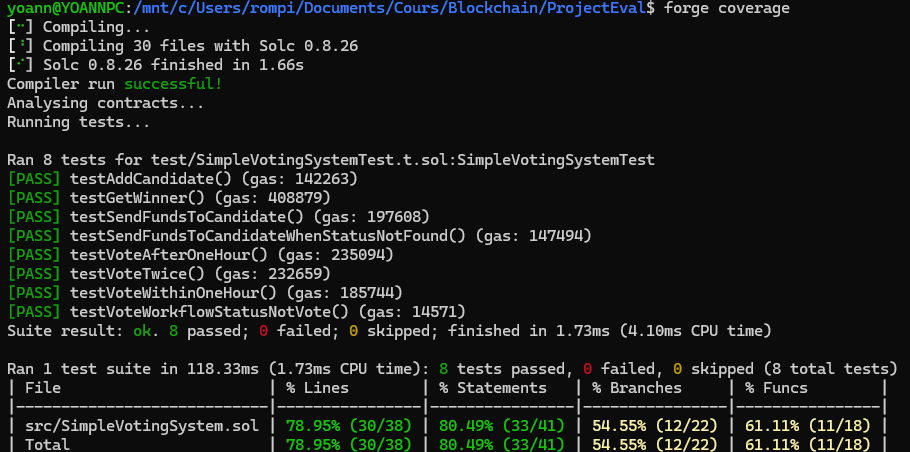 yoann@YOANNPC:/mnt/c/Users/rompi/Documents/Cours/Blockchain/ProjectEval$ forge coverage
[⠒] Compiling...
[⠃] Compiling 30 files with Solc 0.8.26
[⠊] Solc 0.8.26 finished in 1.66s
Compiler run successful!
Analysing contracts...
Running tests...

Ran 8 tests for test/SimpleVotingSystemTest.t.sol:SimpleVotingSystemTest
[PASS] testAddCandidate() (gas: 142263)
[PASS] testGetWinner() (gas: 408879)
[PASS] testSendFundsToCandidate() (gas: 197608)
[PASS] testSendFundsToCandidateWhenStatusNotFound() (gas: 147494)
[PASS] testVoteAfterOneHour() (gas: 235094)
[PASS] testVoteTwice() (gas: 232659)
[PASS] testVoteWithinOneHour() (gas: 185744)
[PASS] testVoteWorkflowStatusNotVote() (gas: 14571)
Suite result: ok. 8 passed; 0 failed; 0 skipped; finished in 1.73ms (4.10ms CPU time)

Ran 1 test suite in 118.33ms (1.73ms CPU time): 8 tests passed, 0 failed, 0 skipped (8 total tests)
| File | % Lines | % Statements | % Branches | % Funcs |
|--------------------------|----------------|----------------|----------------|----------------|
| src/SimpleVotingSystem.sol | 78.95% (30/38) | 80.49% (33/41) | 54.55% (12/22) | 61.11% (11/18) |
| Total | 78.95% (30/38) | 80.49% (33/41) | 54.55% (12/22) | 61.11% (11/18) |